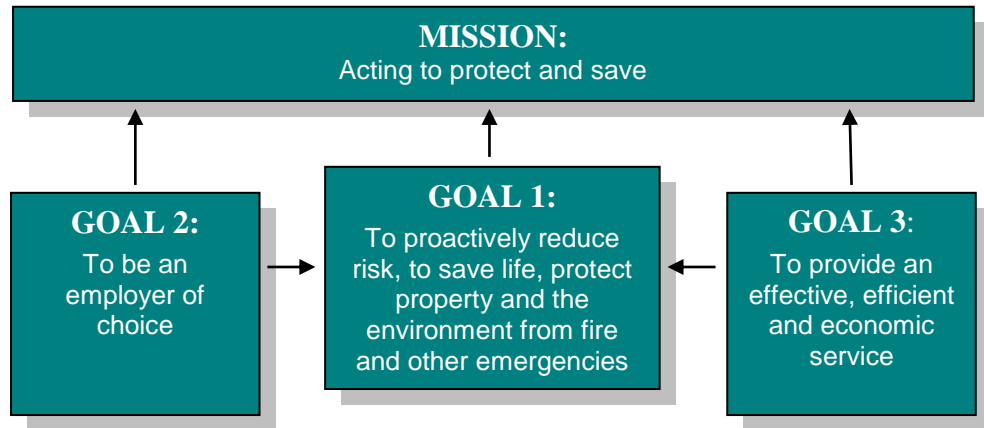 MISSION:
Acting to protect and save
GOAL 2:
To be an
employer of
choice
GOAL 1:
To proactively reduce
risk, to save life, protect
property and the
environment from fire
and other emergencies
GOAL 3:
To provide an
effective, efficient
and economic
service